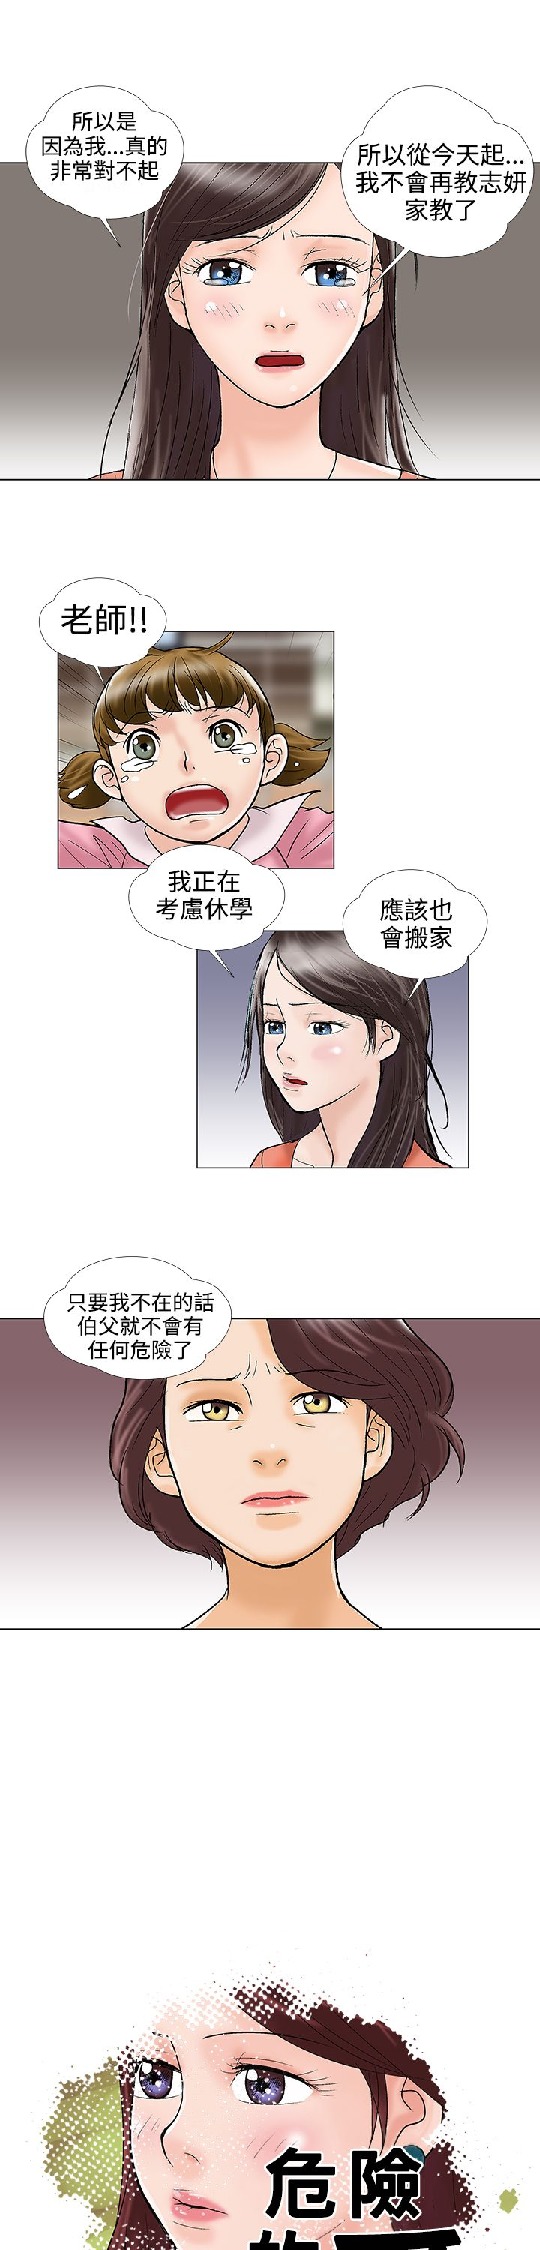 所以是
因為我...真的
非常對不起
所以從今天起...
我不會再教志妍
家教了
老師!!
我正在
考慮休學
應該也
會搬家
只要我不在的話
伯父就不會有
任何危險了
危險